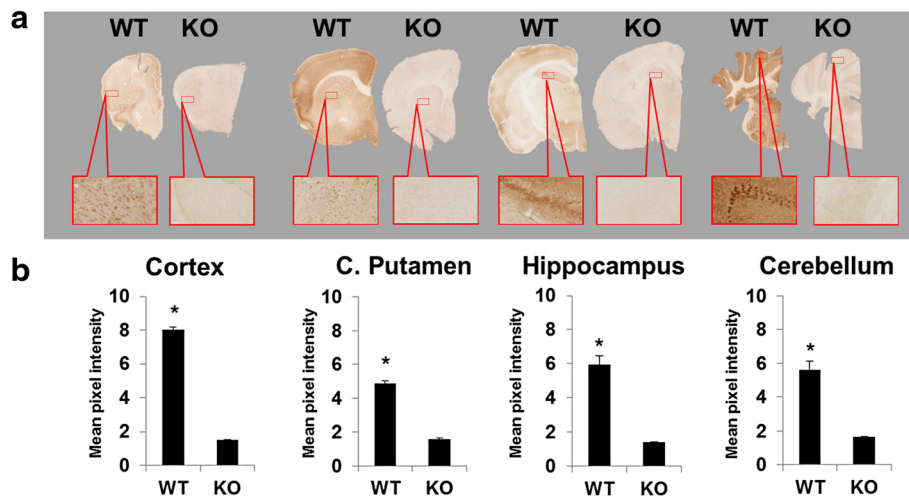 a
WT KO WT KO WT KO WT KO
b
Cortex
Mean pixel intensity
10
8
6
4
2
0
*
WT KO
C. Putamen
Mean pixel intensity
10
8
6
4
2
0
*
WT KO
Hippocampus
Mean pixel intensity
10
8
6
4
2
0
*
WT KO
Cerebellum
Mean pixel intensity
10
8
6
4
2
0
*
WT KO